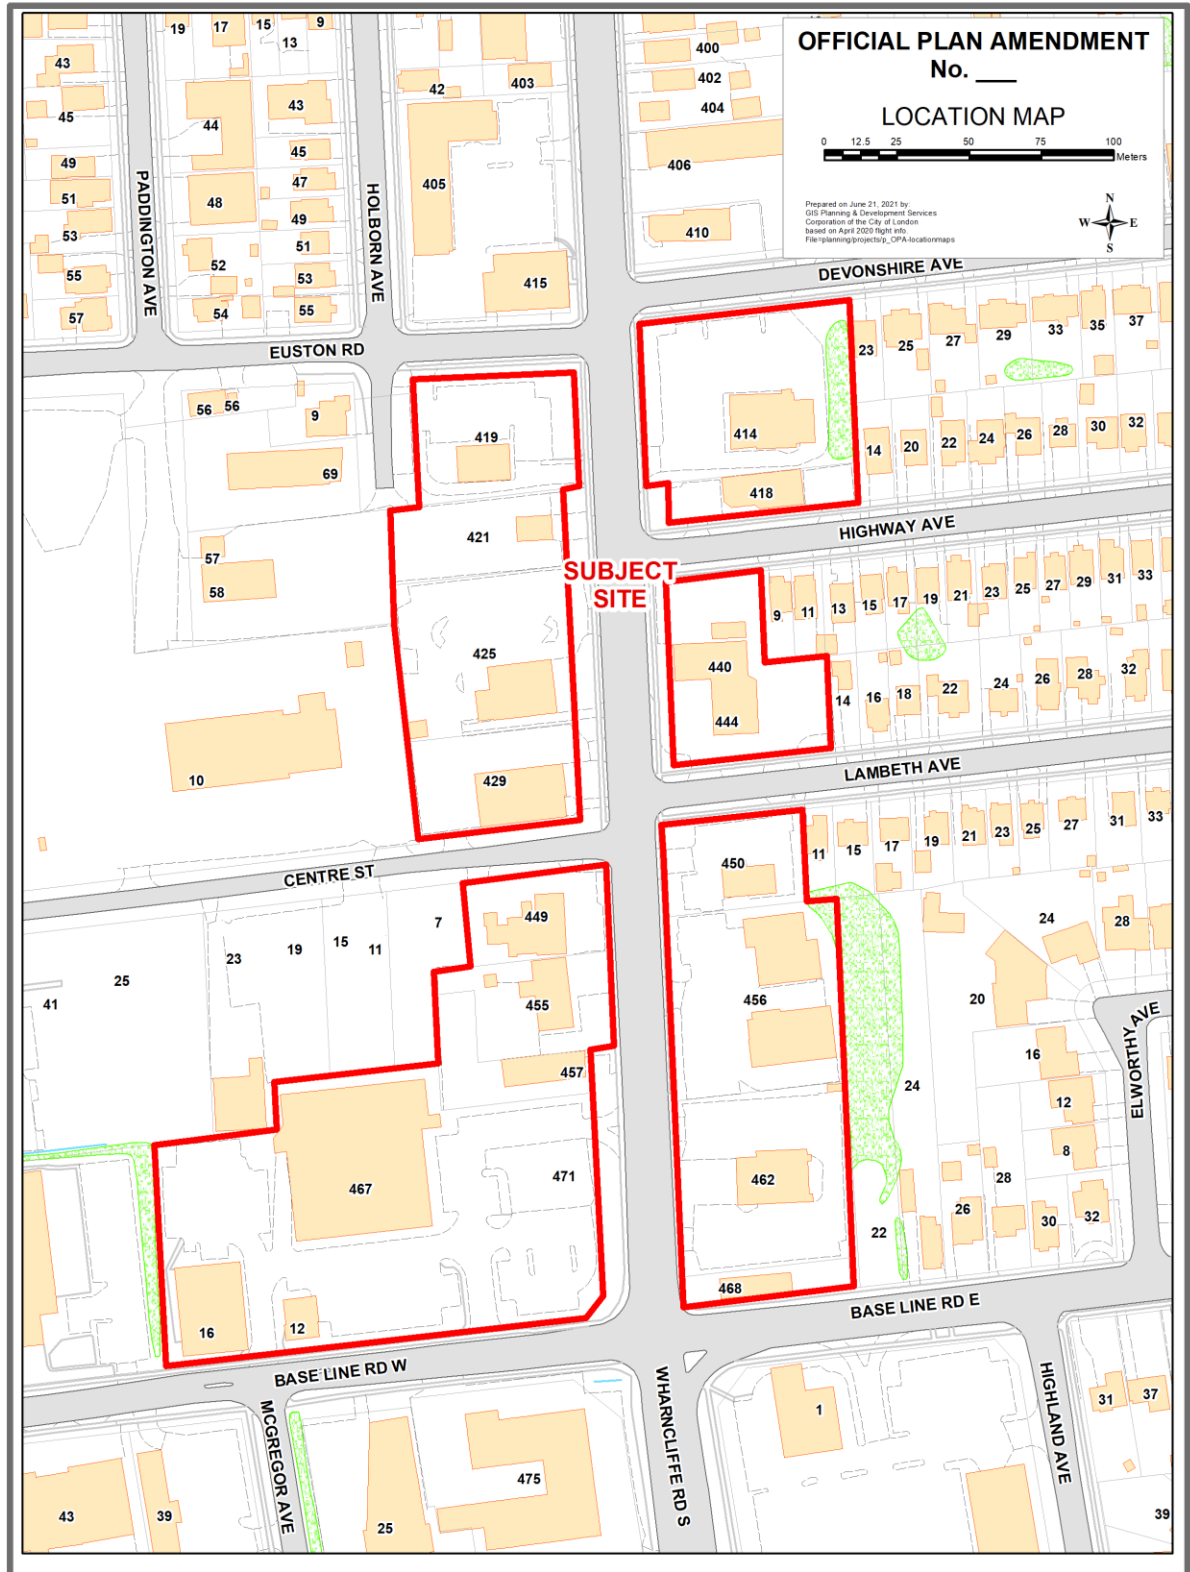 OFFICIAL PLAN AMENDMENT
No. ___
LOCATION MAP
0 12.5 25 50 75 100
Meters
Prepared on June 21, 2021 by:
GIS Planning & Development Services
Corporation of the City of London
based on April 2020 flight info.
File=planning/projects/p_OPA-locationmaps
N
W E
S
19 17 15 9
13
43
45
49
51
53
55
57
44
48
52
54
43
45
47
49
51
53
55
42
403
405
415
400
402
404
406
410
PADDINGTON AVE
HOLBORN AVE
DEVONSHIRE AVE
EUSTON RD
23 25 27 29 33 35 37
414
14 20 22 24 26 28 30 32
418
56 56 9
69
57
58
10
419
421
425
429
HIGHWAY AVE
SUBJECT
SITE
9 11 13 15 17 19 21 23 25 27 29 31 33
440
444
14 16 18 22 24 26 28 32
LAMBETH AVE
CENTRE ST
11 15 17 19 21 23 25 27 31 33
450
456
462
468
7
449
455
457
41 25 23 19 15 11
467
471
16 12
24 28
20
16
12
8
24
28
26
30 32
22
ELWORTHY AVE
BASE LINE RD E
BASE LINE RD W
MCGREGOR AVE
WHARNCLIFFE RD S
HIGHLAND AVE
1
31 37
39
43 39 25
475